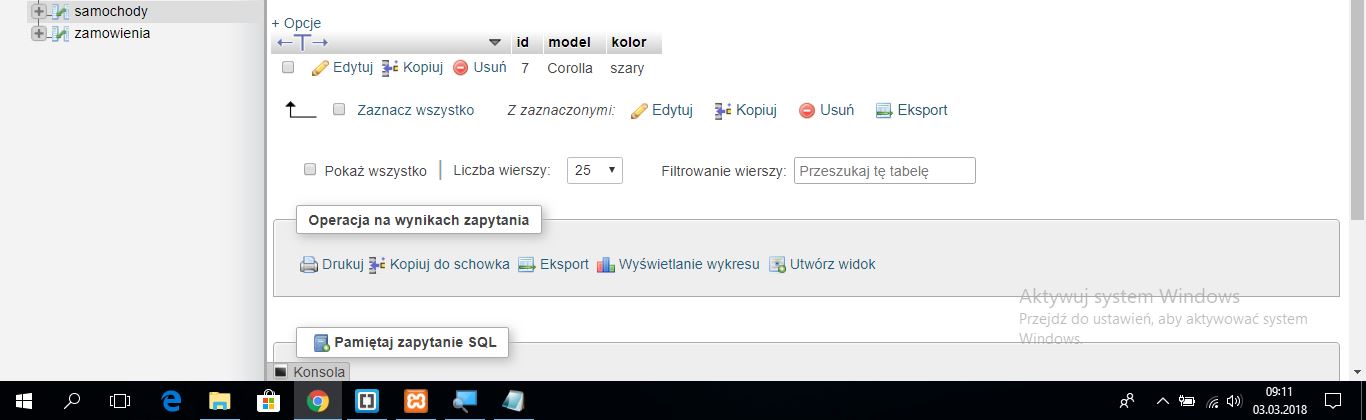 samochody
zamowienia
+ Opcje
←T→ id model kolor
Edytuj Kopiuj Usuń 7 Corolla szary
Zaznacz wszystko Z zaznaczonymi: Edytuj Kopiuj Usuń Eksport
Pokaż wszystko Liczba wierszy: 25 Filtrowanie wierszy: Przeszukaj tę tabelę
Operacja na wynikach zapytania
Drukuj Kopiuj do schowka Eksport Wyświetlanie wykresu Utwórz widok
Aktywuj system Windows
Przejdź do ustawień, aby aktywować system
Windows.
Pamiętaj zapytanie SQL
Konsola
09:11
03.03.2018